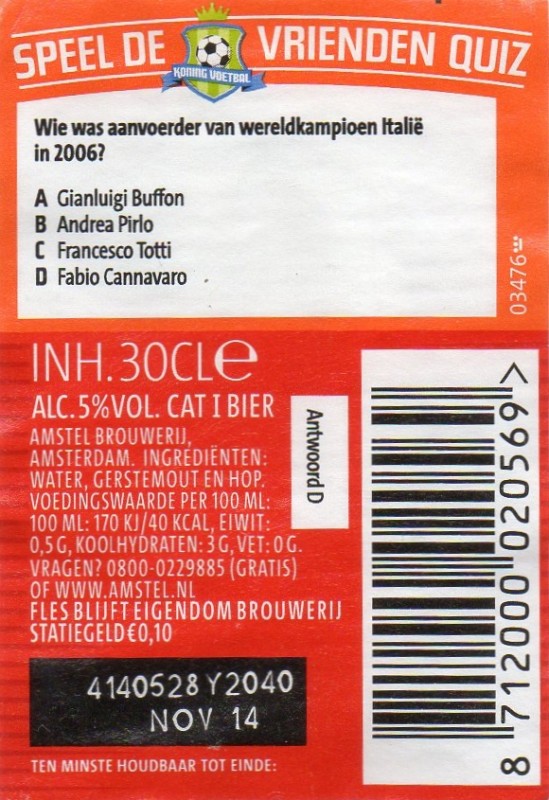 SPEEL DE VRIENDEN QUIZ
KONING VOETBAL
Wie was aanvoerder van wereldkampioen Italië
in 2006?
A Gianluigi Buffon
B Andrea Pirlo
C Francesco Totti
D Fabio Cannavaro
03476
INH.30CLe
ALC.5%VOL. CAT I BIER
AMSTEL BROUWERIJ,
AMSTERDAM. INGREDIËNTEN:
WATER, GERSTEMOUT EN HOP.
VOEDINGSWAARDE PER 100 ML:
100 ML: 170 KJ/40 KCAL, EIWIT:
0,5 G, KOOLHYDRATEN: 3 G, VET: 0 G.
VRAGEN? 0800-0229885 (GRATIS)
OF WWW.AMSTEL.NL
FLES BLIJFT EIGENDOM BROUWERIJ
STATIEGELD €0,10
Antwoord D
4140528 Y2040
NOV 14
TEN MINSTE HOUDBAAR TOT EINDE:
8 712000 020569 >